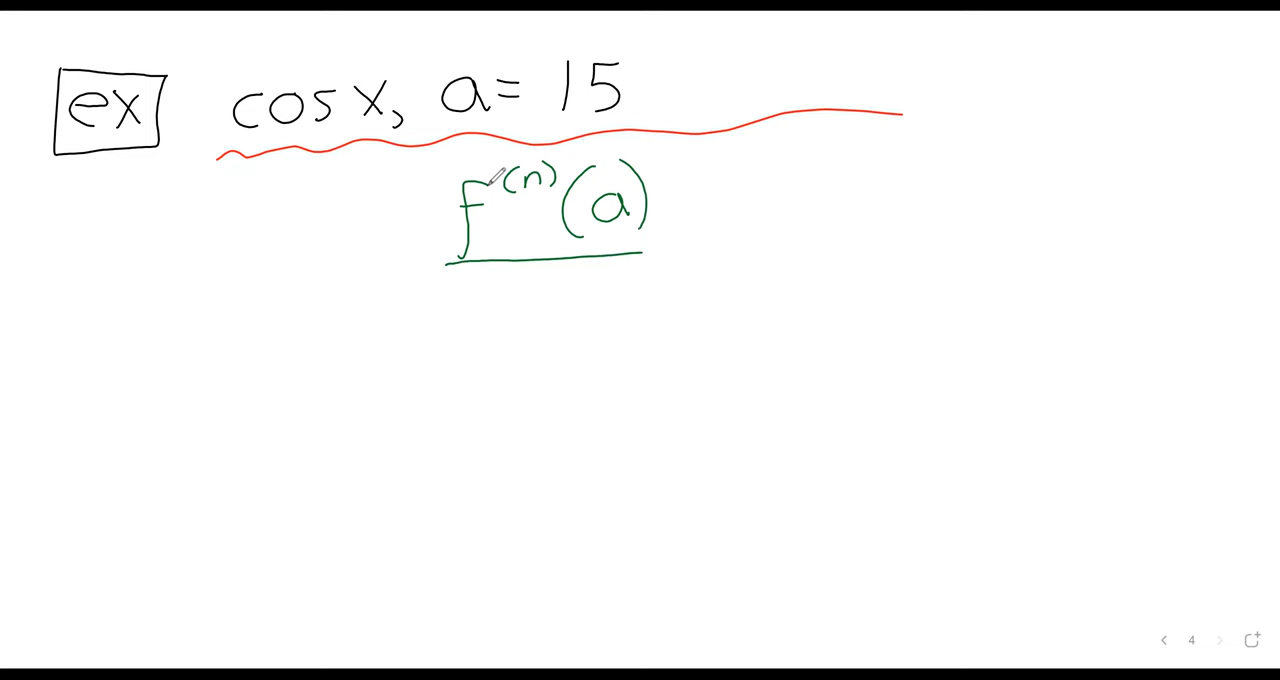 ex cos x, a = 15
f^(n)(a)
< 4 >